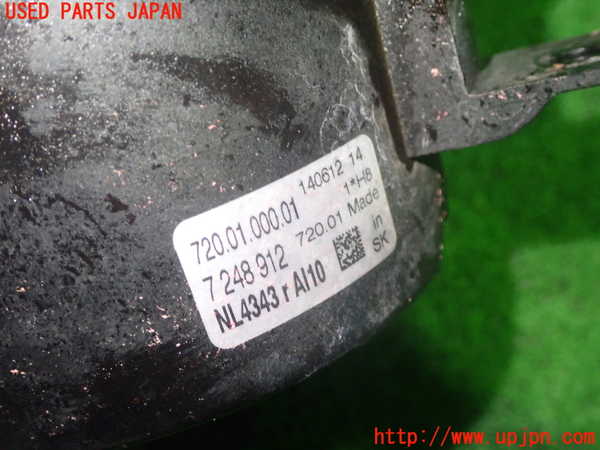 USED PARTS JAPAN
720.01.000.01 140612 14
7 248 912 720.01 1*H8
NL4343 r AI10 Made in SK
© UPJ http://www.upjpn.com